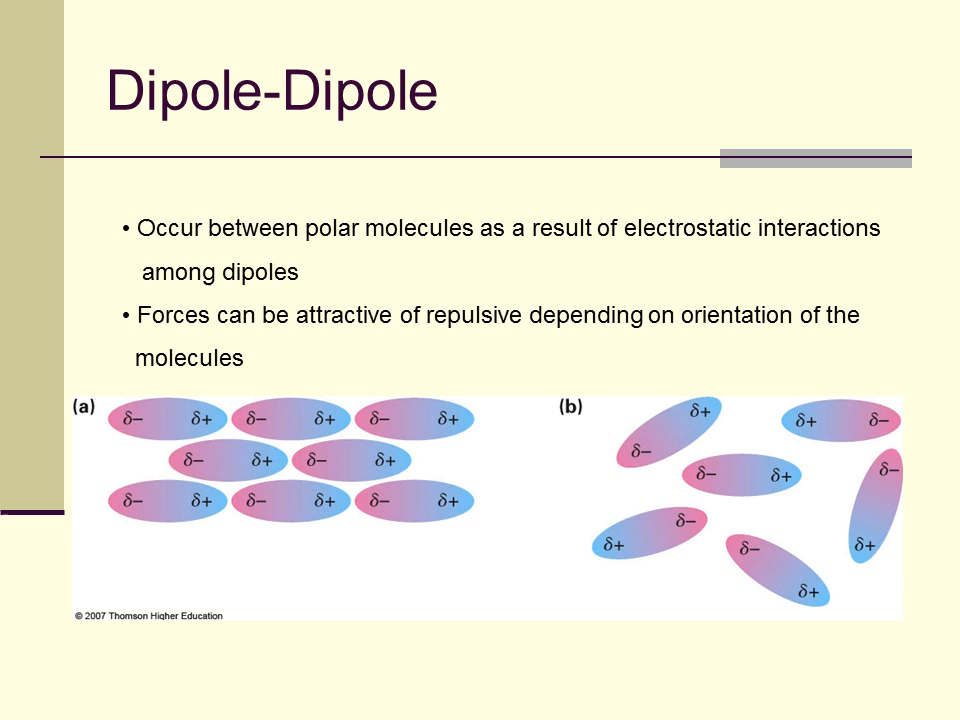 Dipole-Dipole
• Occur between polar molecules as a result of electrostatic interactions
among dipoles
• Forces can be attractive of repulsive depending on orientation of the
molecules
(a)
δ− δ+ δ− δ+ δ− δ+
δ− δ+ δ− δ+
δ− δ+ δ− δ+ δ− δ+
(b)
δ+
δ+ δ−
δ−
δ−
δ− δ+
δ−
δ+
δ−
δ+
δ+
© 2007 Thomson Higher Education